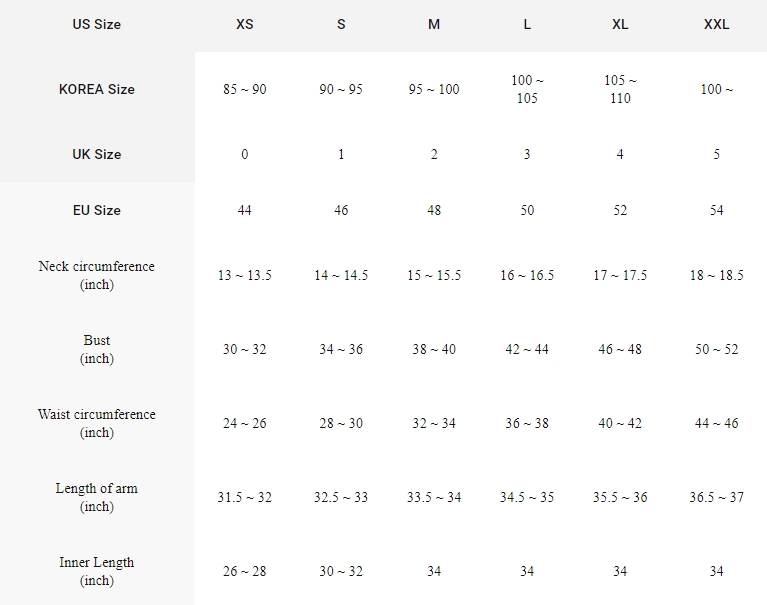 US Size XS S M L XL XXL
KOREA Size 85 ~ 90 90 ~ 95 95 ~ 100 100 ~ 105 105 ~ 110 100 ~
UK Size 0 1 2 3 4 5
EU Size 44 46 48 50 52 54
Neck circumference (inch) 13 ~ 13.5 14 ~ 14.5 15 ~ 15.5 16 ~ 16.5 17 ~ 17.5 18 ~ 18.5
Bust (inch) 30 ~ 32 34 ~ 36 38 ~ 40 42 ~ 44 46 ~ 48 50 ~ 52
Waist circumference (inch) 24 ~ 26 28 ~ 30 32 ~ 34 36 ~ 38 40 ~ 42 44 ~ 46
Length of arm (inch) 31.5 ~ 32 32.5 ~ 33 33.5 ~ 34 34.5 ~ 35 35.5 ~ 36 36.5 ~ 37
Inner Length (inch) 26 ~ 28 30 ~ 32 34 34 34 34